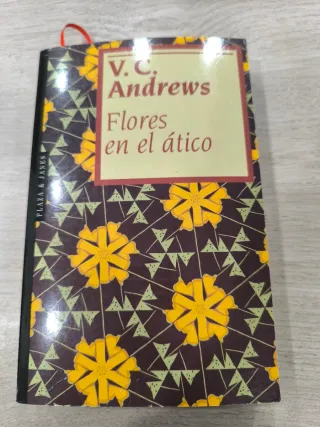 V. C.
Andrews
Flores
en el ático
PLAZA & JANES